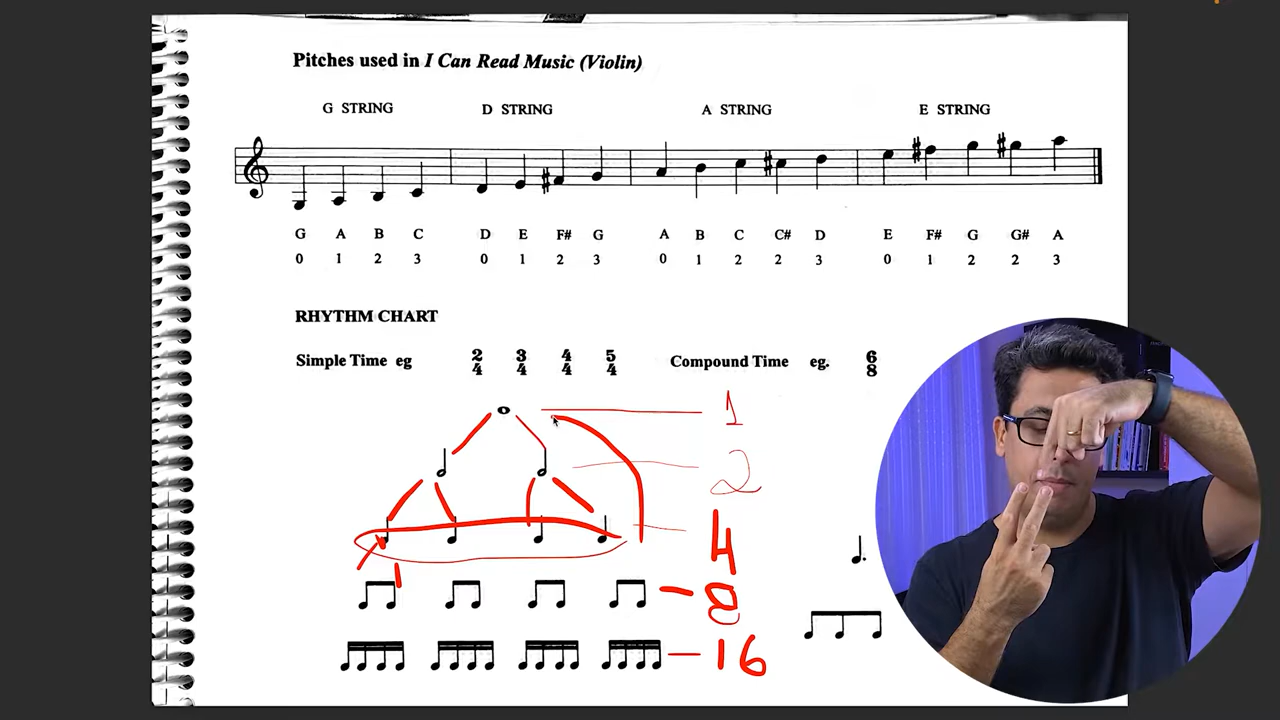 Pitches used in I Can Read Music (Violin)
G STRING D STRING A STRING E STRING
G A B C D E F# G A B C C# D E F# G G# A
0 1 2 3 0 1 2 3 0 1 2 2 3 0 1 2 2 3
RHYTHM CHART
Simple Time eg 2/4 3/4 4/4 5/4 Compound Time eg. 6/8
1
2
4
8
16